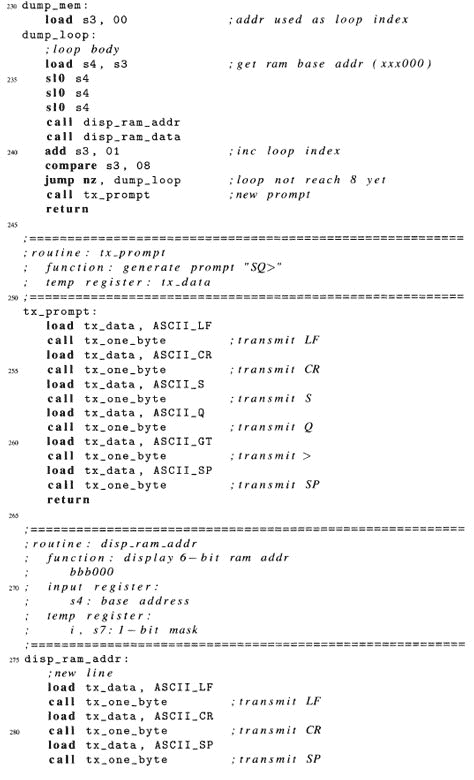 230 dump_mem:
load s3, 00 ;addr used as loop index
dump_loop:
;loop body
load s4, s3 ;get ram base addr (xxx000)
235 sl0 s4
sl0 s4
sl0 s4
call disp_ram_addr
call disp_ram_data
240 add s3, 01 ;inc loop index
compare s3, 08
jump nz, dump_loop ;loop not reach 8 yet
call tx_prompt ;new prompt
return
245
;=========================================================
;routine: tx_prompt
; function: generate prompt "SQ>"
; temp register: tx_data
250 ;=========================================================
tx_prompt:
load tx_data, ASCII_LF
call tx_one_byte ;transmit LF
load tx_data, ASCII_CR
255 call tx_one_byte ;transmit CR
load tx_data, ASCII_S
call tx_one_byte ;transmit S
load tx_data, ASCII_Q
call tx_one_byte ;transmit Q
260 load tx_data, ASCII_GT
call tx_one_byte ;transmit >
load tx_data, ASCII_SP
call tx_one_byte ;transmit SP
return
265
;=========================================================
;routine: disp_ram_addr
; function: display 6-bit ram addr
; bbb000
270 ; input register:
; s4: base address
; temp register:
; i, s7: 1-bit mask
;=========================================================
275 disp_ram_addr:
;new line
load tx_data, ASCII_LF
call tx_one_byte ;transmit LF
load tx_data, ASCII_CR
280 call tx_one_byte ;transmit CR
load tx_data, ASCII_SP
call tx_one_byte ;transmit SP